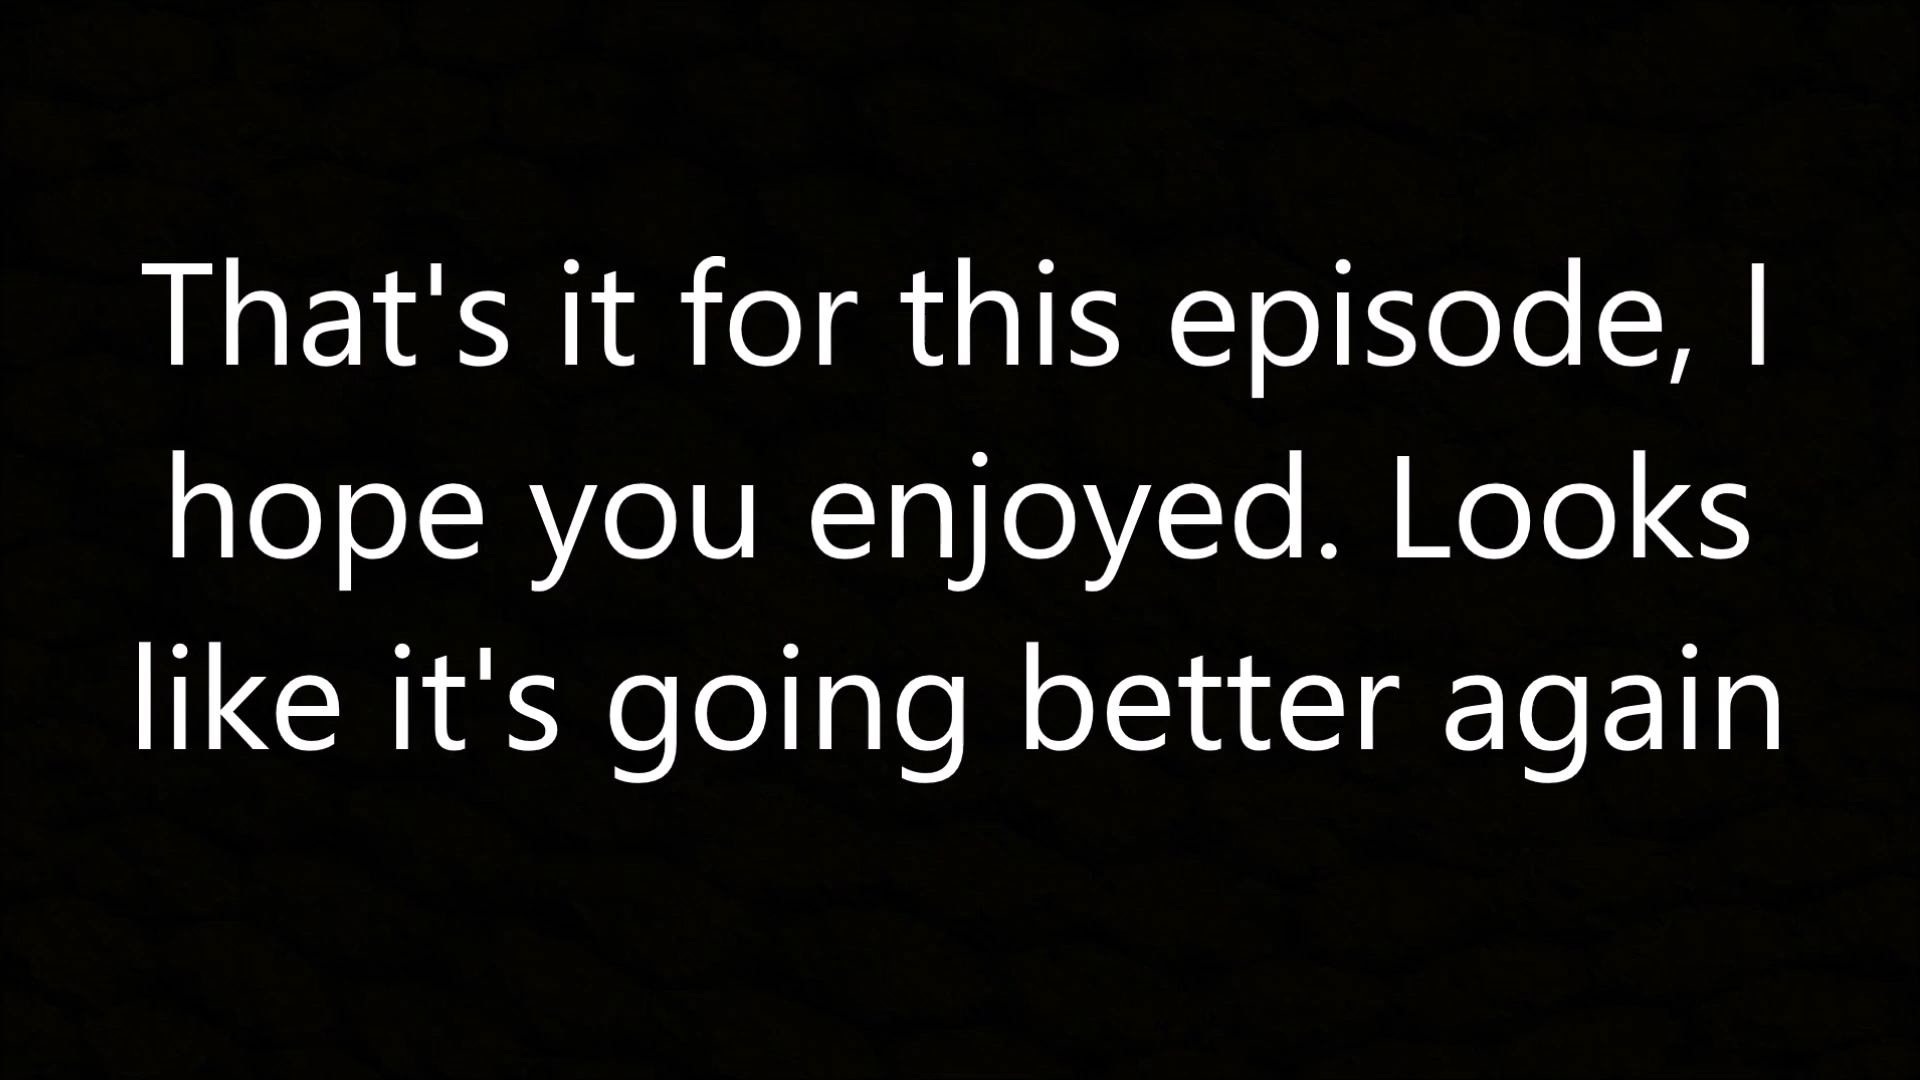 That's it for this episode, I
hope you enjoyed. Looks
like it's going better again